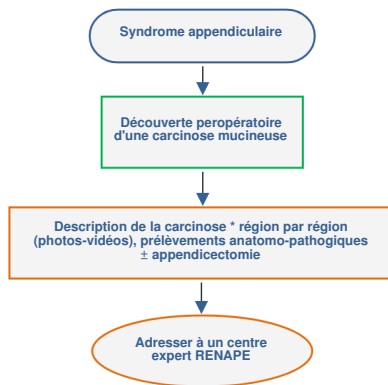 Syndrome appendiculaire
Découverte peropératoire
d'une carcinose mucineuse
Description de la carcinose * région par région
(photos-vidéos), prélèvements anatomo-pathogiques
± appendicectomie
Adresser à un centre
expert RENAPE